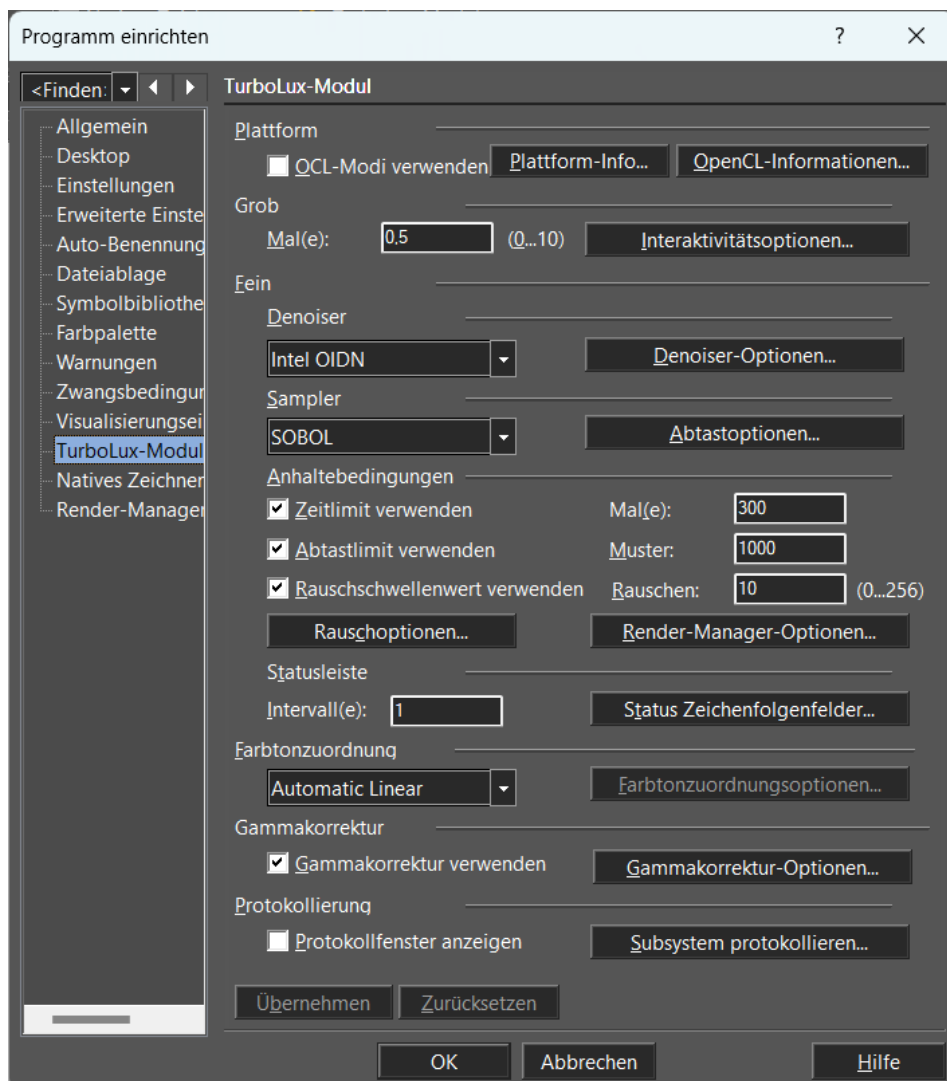 Programm einrichten
?
<Finden:
TurboLux-Modul
Allgemein
Desktop
Einstellungen
Erweiterte Einste
Auto-Benennung
Dateiablage
Symbolbibliothe
Farbpalette
Warnungen
Zwangsbedingur
Visualisierungsei
TurboLux-Modul
Natives Zeichner
Render-Manager
Plattform
OCL-Modi verwenden Plattform-Info... OpenCL-Informationen...
Grob
Mal(e): 0,5 (0...10) Interaktivitätsoptionen...
Fein
Denoiser
Intel OIDN Denoiser-Optionen...
Sampler
SOBOL Abtastoptionen...
Anhaltebedingungen
Zeitlimit verwenden Mal(e): 300
Abtastlimit verwenden Muster: 1000
Rauschschwellenwert verwenden Rauschen: 10 (0...256)
Rauschoptionen... Render-Manager-Optionen...
Statusleiste
Intervall(e): 1 Status Zeichenfolgenfelder...
Farbtonzuordnung
Automatic Linear Farbtonzuordnungsoptionen...
Gammakorrektur
Gammakorrektur verwenden Gammakorrektur-Optionen...
Protokollierung
Protokollfenster anzeigen Subsystem protokollieren...
Übernehmen Zurücksetzen
OK Abbrechen Hilfe